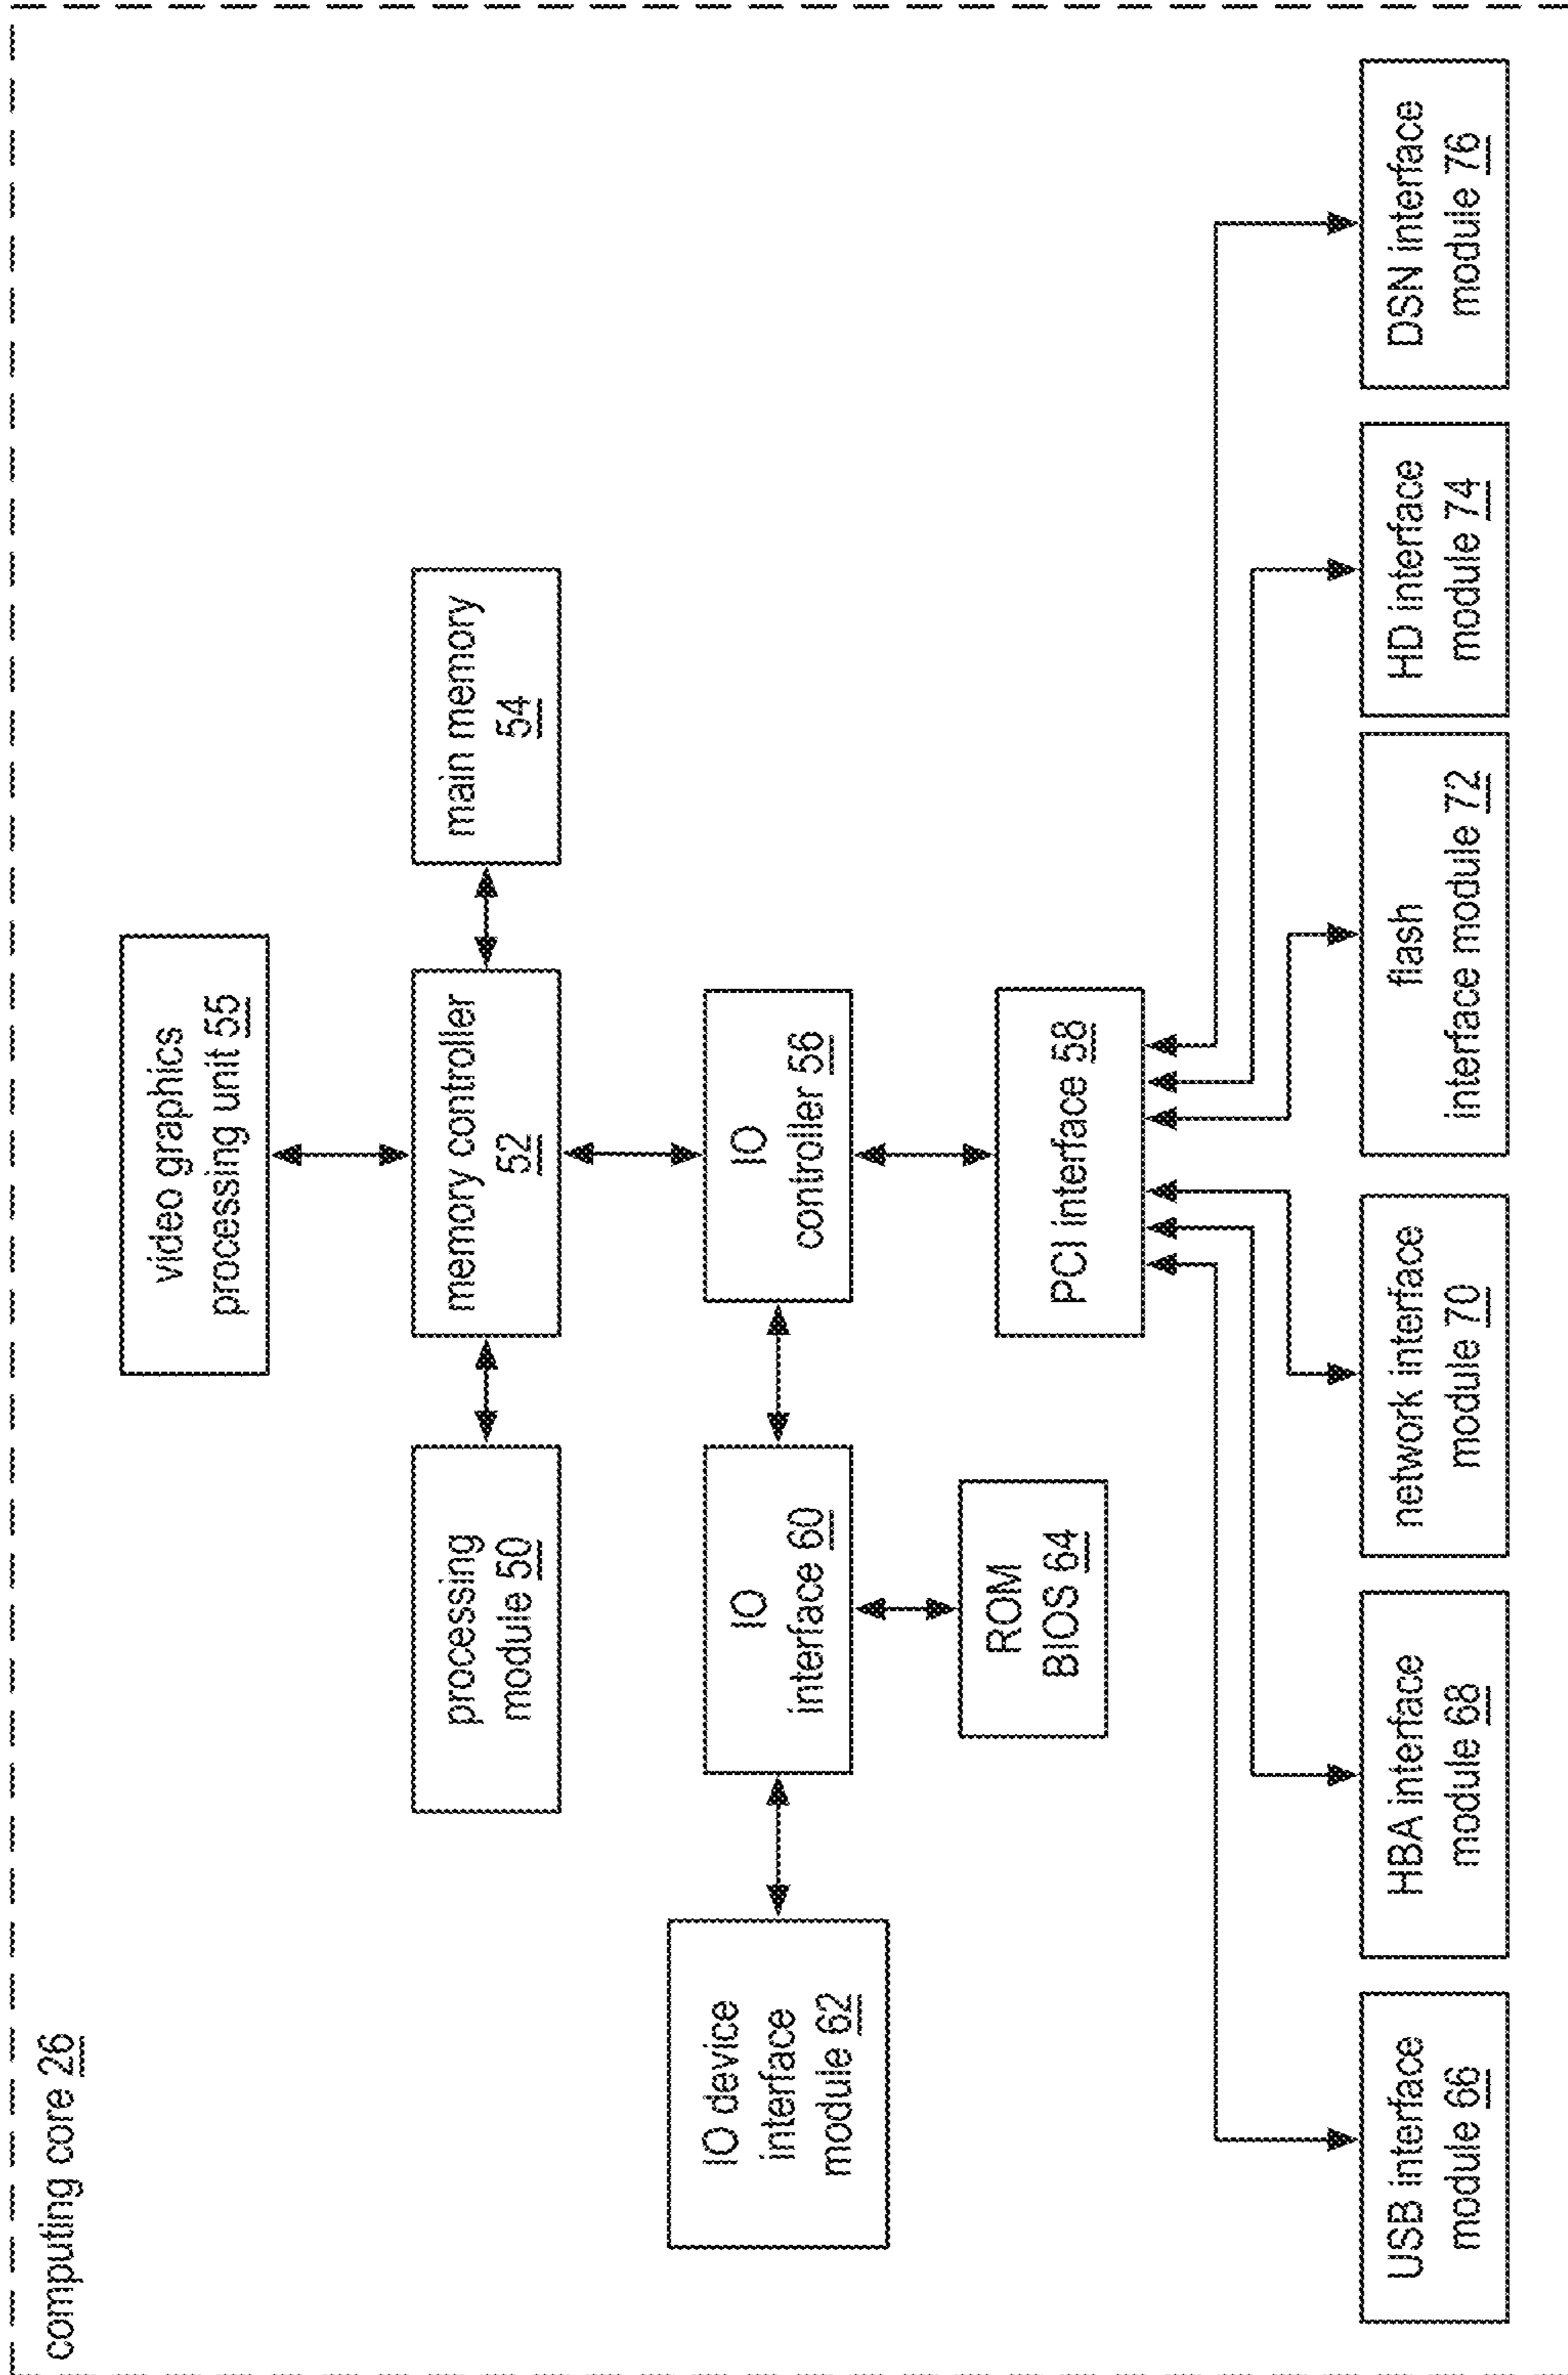 computing core 26
video graphics
processing unit 55
processing
module 50
memory controller
52
main memory
54
IO device
interface
module 62
IO
interface 60
IO
controller 56
ROM
BIOS 64
PCI interface 58
USB interface
module 66
HBA interface
module 68
network interface
module 70
flash
interface module 72
HD interface
module 74
DSN interface
module 76